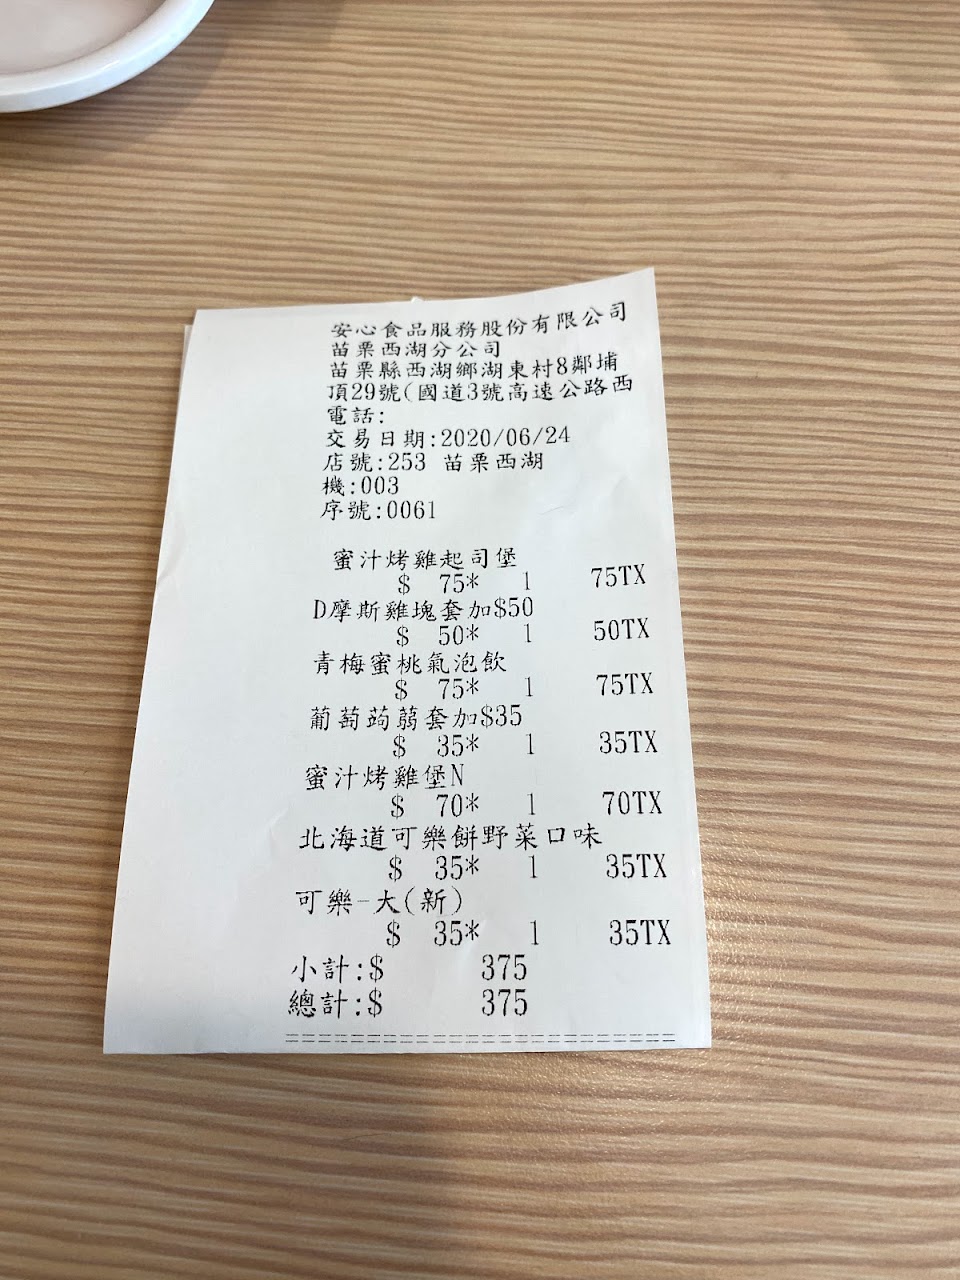 安心食品服務股份有限公司
苗栗西湖分公司
苗栗縣西湖鄉湖東村8鄰埔
頂29號(國道3號高速公路西
電話:
交易日期:2020/06/24
店號:253 苗栗西湖
機:003
序號:0061
蜜汁烤雞起司堡
$ 75* 1 75TX
D摩斯雞塊套加$50
$ 50* 1 50TX
青梅蜜桃氣泡飲
$ 75* 1 75TX
葡萄蒟蒻套加$35
$ 35* 1 35TX
蜜汁烤雞堡N
$ 70* 1 70TX
北海道可樂餅野菜口味
$ 35* 1 35TX
可樂-大(新)
$ 35* 1 35TX
小計:$ 375
總計:$ 375